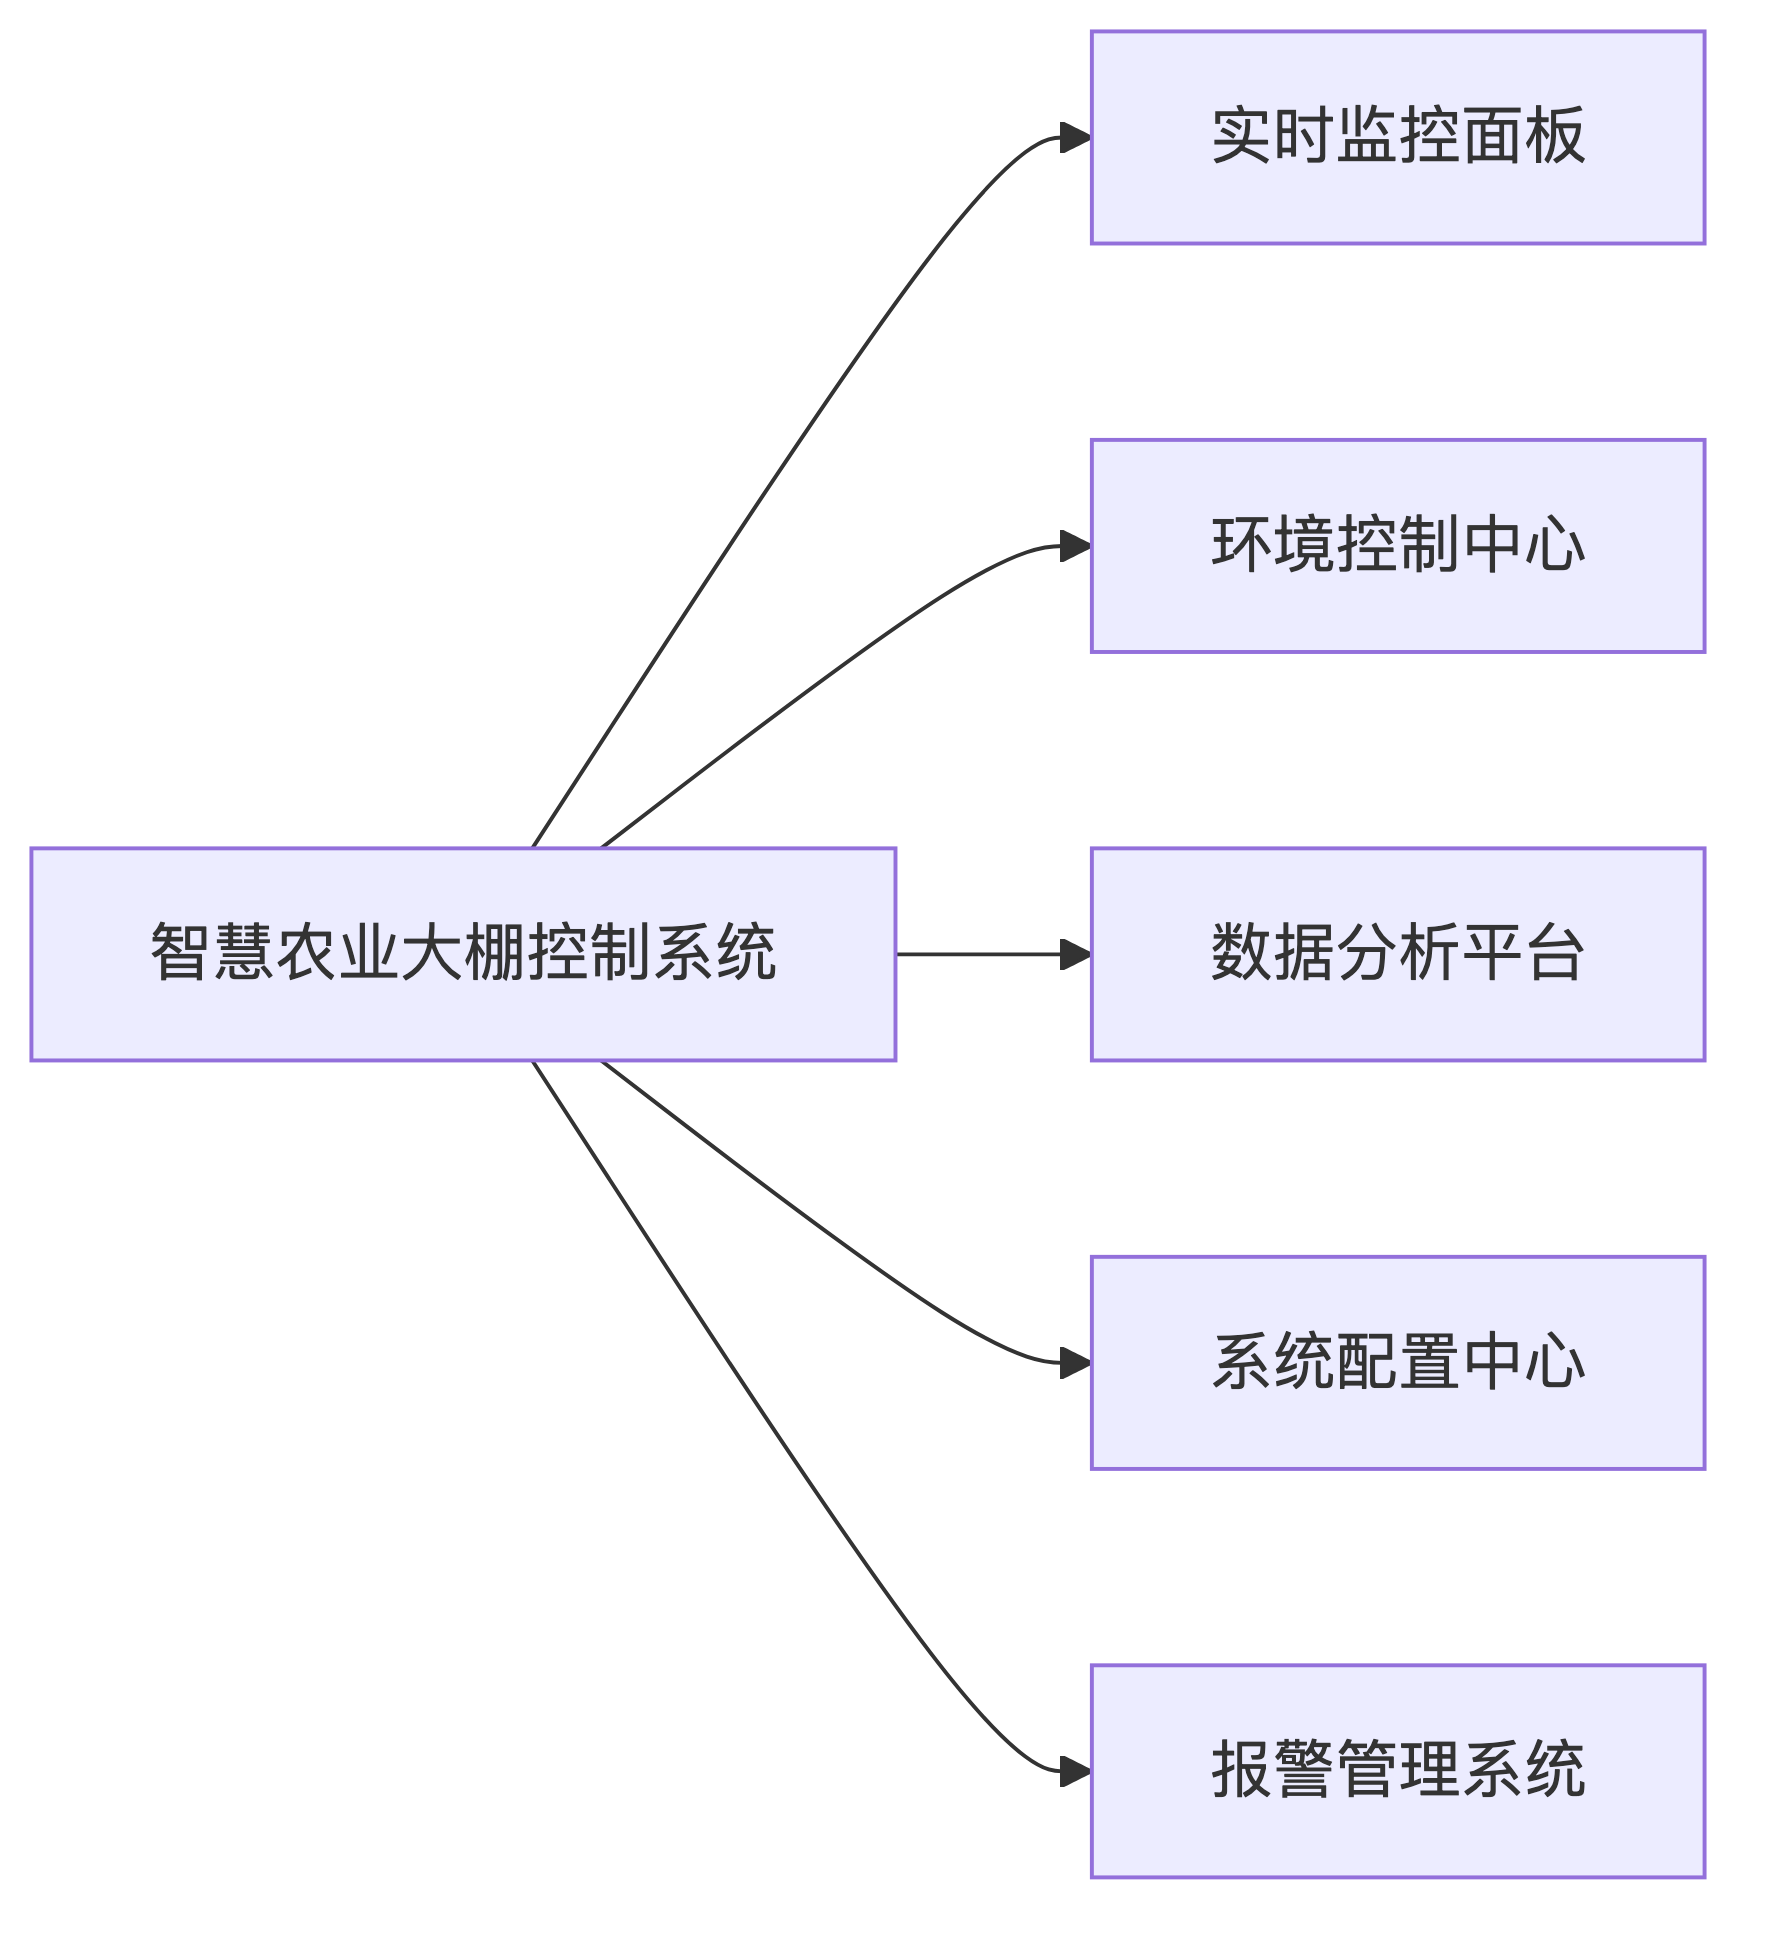 实时监控面板
环境控制中心
智慧农业大棚控制系统
数据分析平台
系统配置中心
报警管理系统